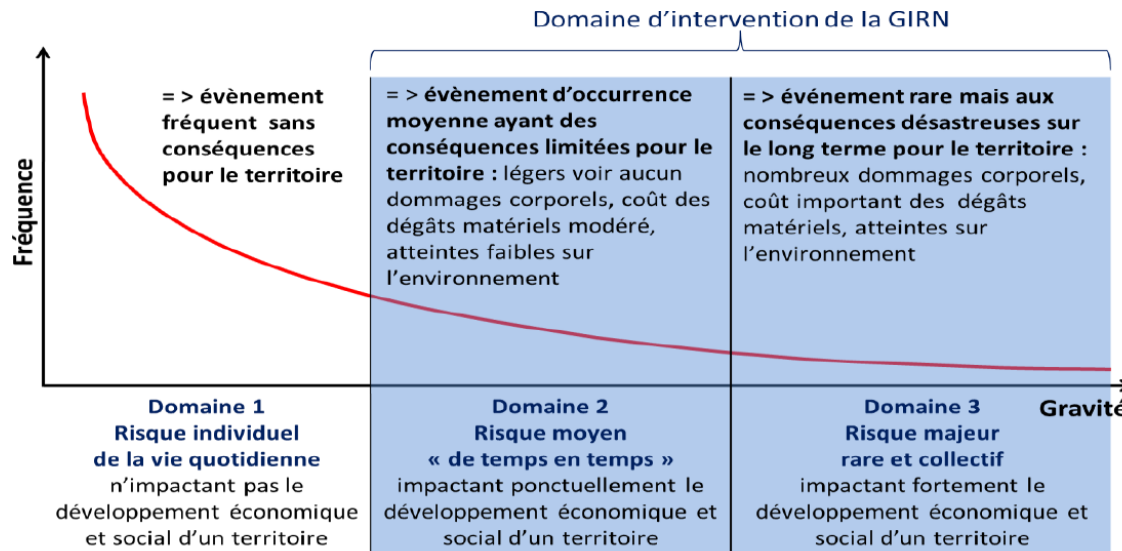 Domaine d'intervention de la GIRN
Fréquence
= > évènement
fréquent sans
conséquences
pour le territoire
= > évènement d'occurrence
moyenne ayant des
conséquences limitées pour le
territoire : légers voir aucun
dommages corporels, coût des
dégâts matériels modéré,
atteintes faibles sur
l'environnement
= > événement rare mais aux
conséquences désastreuses sur
le long terme pour le territoire :
nombreux dommages corporels,
coût important des dégâts
matériels, atteintes sur
l'environnement
Gravité
Domaine 1
Risque individuel
de la vie quotidienne
n'impactant pas le
développement économique
et social d'un territoire
Domaine 2
Risque moyen
« de temps en temps »
impactant ponctuellement le
développement économique et
social d'un territoire
Domaine 3
Risque majeur
rare et collectif
impactant fortement le
développement économique et
social d'un territoire